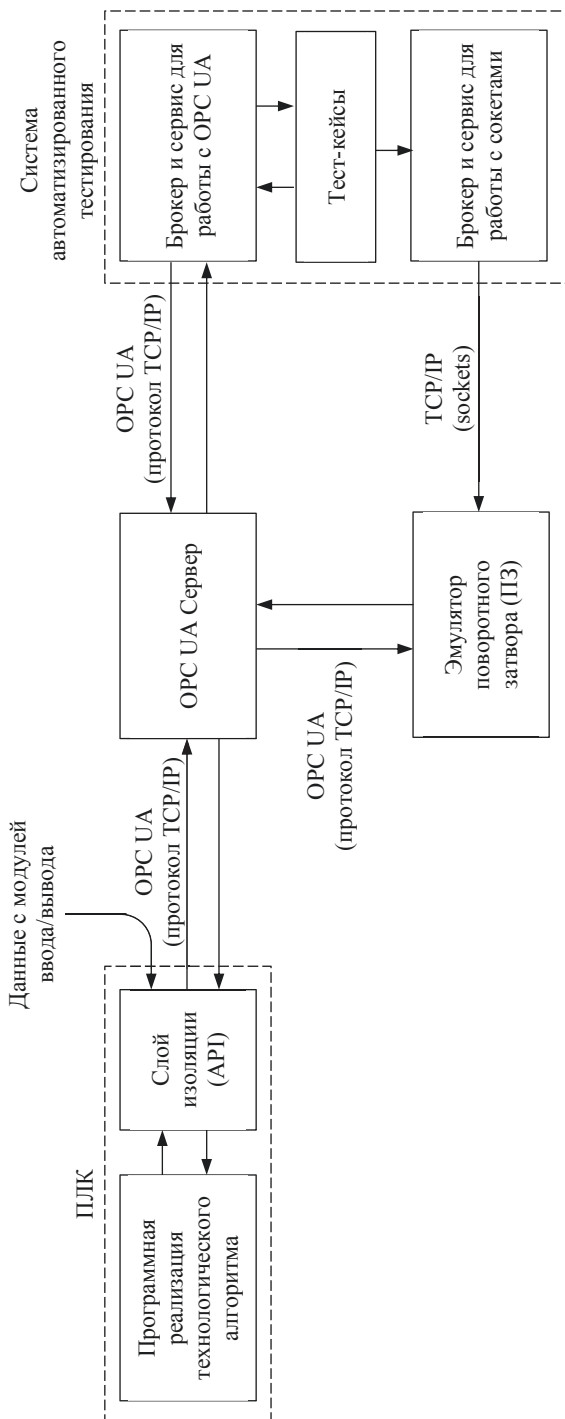 ПЛК
Программная
реализация
технологического
алгоритма
Слой
изоляции
(API)
Данные с модулей
ввода/вывода
OPC UA
(протокол TCP/IP)
OPC UA Сервер
OPC UA
(протокол TCP/IP)
Эмулятор
поворотного
затвора (ПЗ)
OPC UA
(протокол TCP/IP)
TCP/IP
(sockets)
Система
автоматизированного
тестирования
Брокер и сервис для
работы с OPC UA
Тест-кейсы
Брокер и сервис для
работы с сокетами